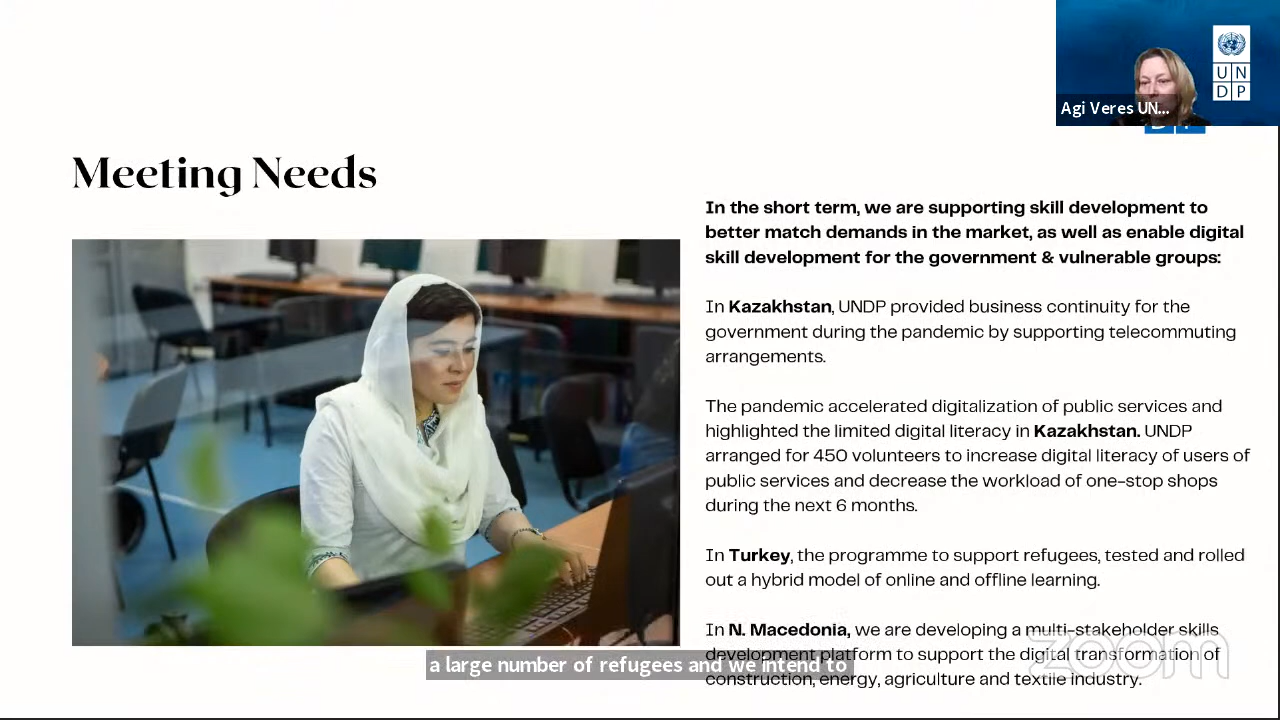 UN
DP
Agi Veres UN...
Meeting Needs
In the short term, we are supporting skill development to
better match demands in the market, as well as enable digital
skill development for the government & vulnerable groups:
In Kazakhstan, UNDP provided business continuity for the
government during the pandemic by supporting telecommuting
arrangements.
The pandemic accelerated digitalization of public services and
highlighted the limited digital literacy in Kazakhstan. UNDP
arranged for 450 volunteers to increase digital literacy of users of
public services and decrease the workload of one-stop shops
during the next 6 months.
In Turkey, the programme to support refugees, tested and rolled
out a hybrid model of online and offline learning.
In N. Macedonia, we are developing a multi-stakeholder skills
development platform to support the digital transformation of
construction, energy, agriculture and textile industry.
a large number of refugees and we intend to
zoom